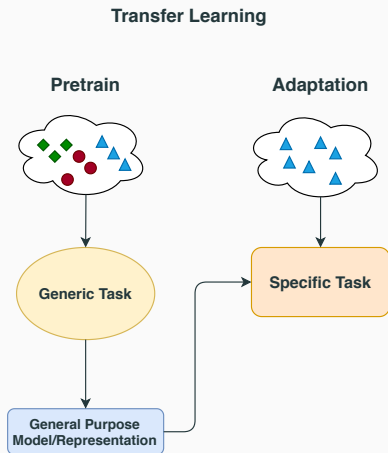 Transfer Learning
Pretrain
Adaptation
Generic Task
Specific Task
General Purpose
Model/Representation